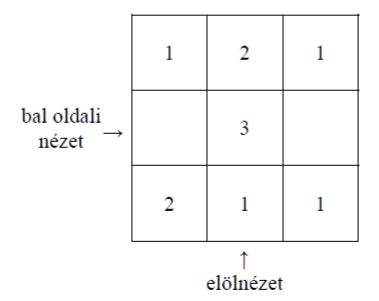 1 2 1
bal oldali
nézet →
3
2 1 1
↑
elölnézet